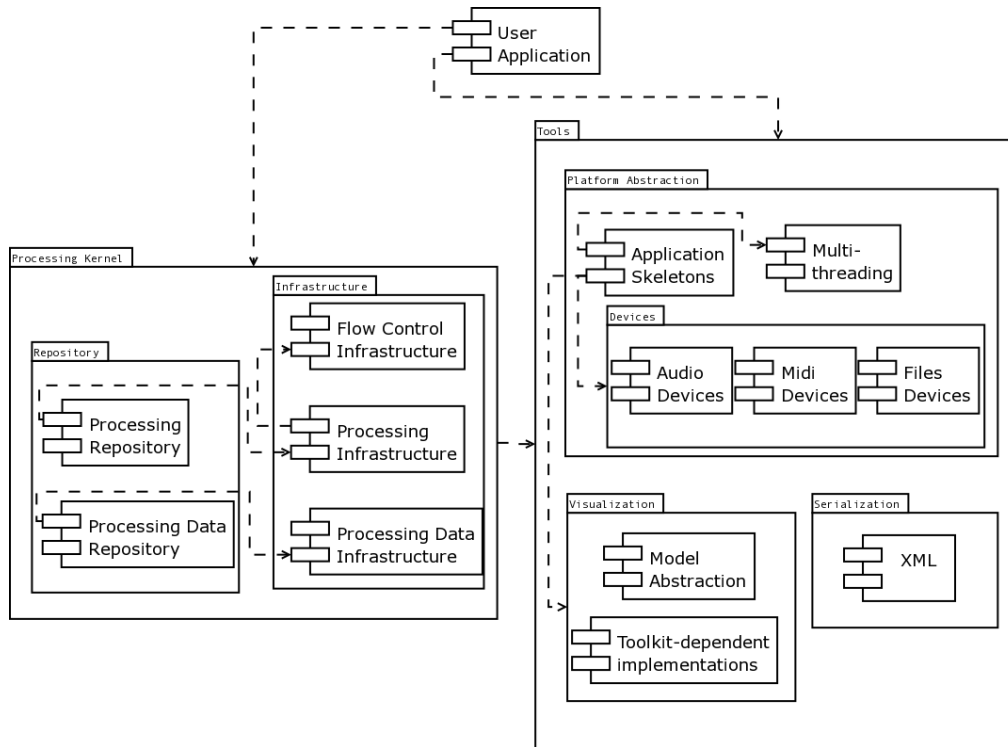 User
Application
Tools
Platform Abstraction
Application
Skeletons
Multi-
threading
Devices
Audio
Devices
Midi
Devices
Files
Devices
Processing Kernel
Infrastructure
Flow Control
Infrastructure
Repository
Processing
Repository
Processing
Infrastructure
Processing Data
Repository
Processing Data
Infrastructure
Visualization
Model
Abstraction
Toolkit-dependent
implementations
Serialization
XML